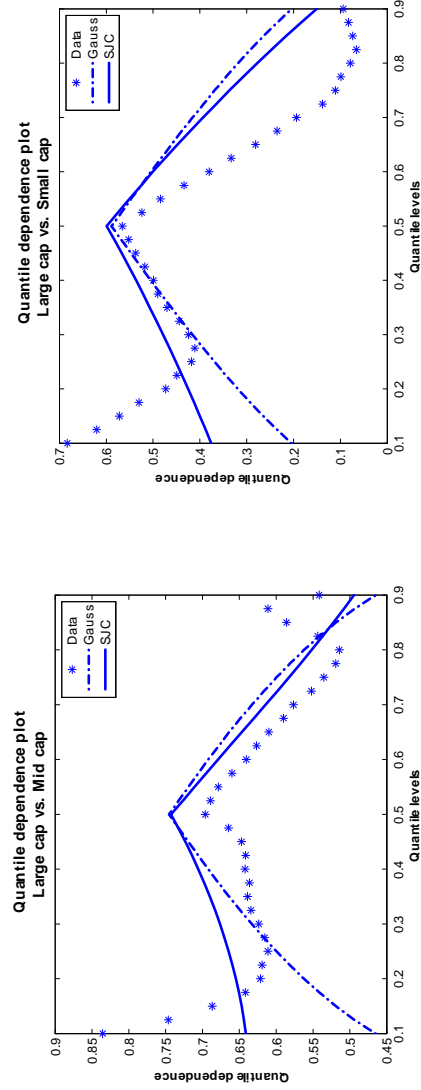 Quantile dependence plot
Large cap vs. Mid cap
Data
Gauss
SJC
0.9
0.85
0.8
0.75
0.7
0.65
0.6
0.55
0.5
0.45
Quantile dependence
0.1 0.2 0.3 0.4 0.5 0.6 0.7 0.8 0.9
Quantile levels
Quantile dependence plot
Large cap vs. Small cap
Data
Gauss
SJC
0.7
0.6
0.5
0.4
0.3
0.2
0.1
0
Quantile dependence
0.1 0.2 0.3 0.4 0.5 0.6 0.7 0.8 0.9
Quantile levels